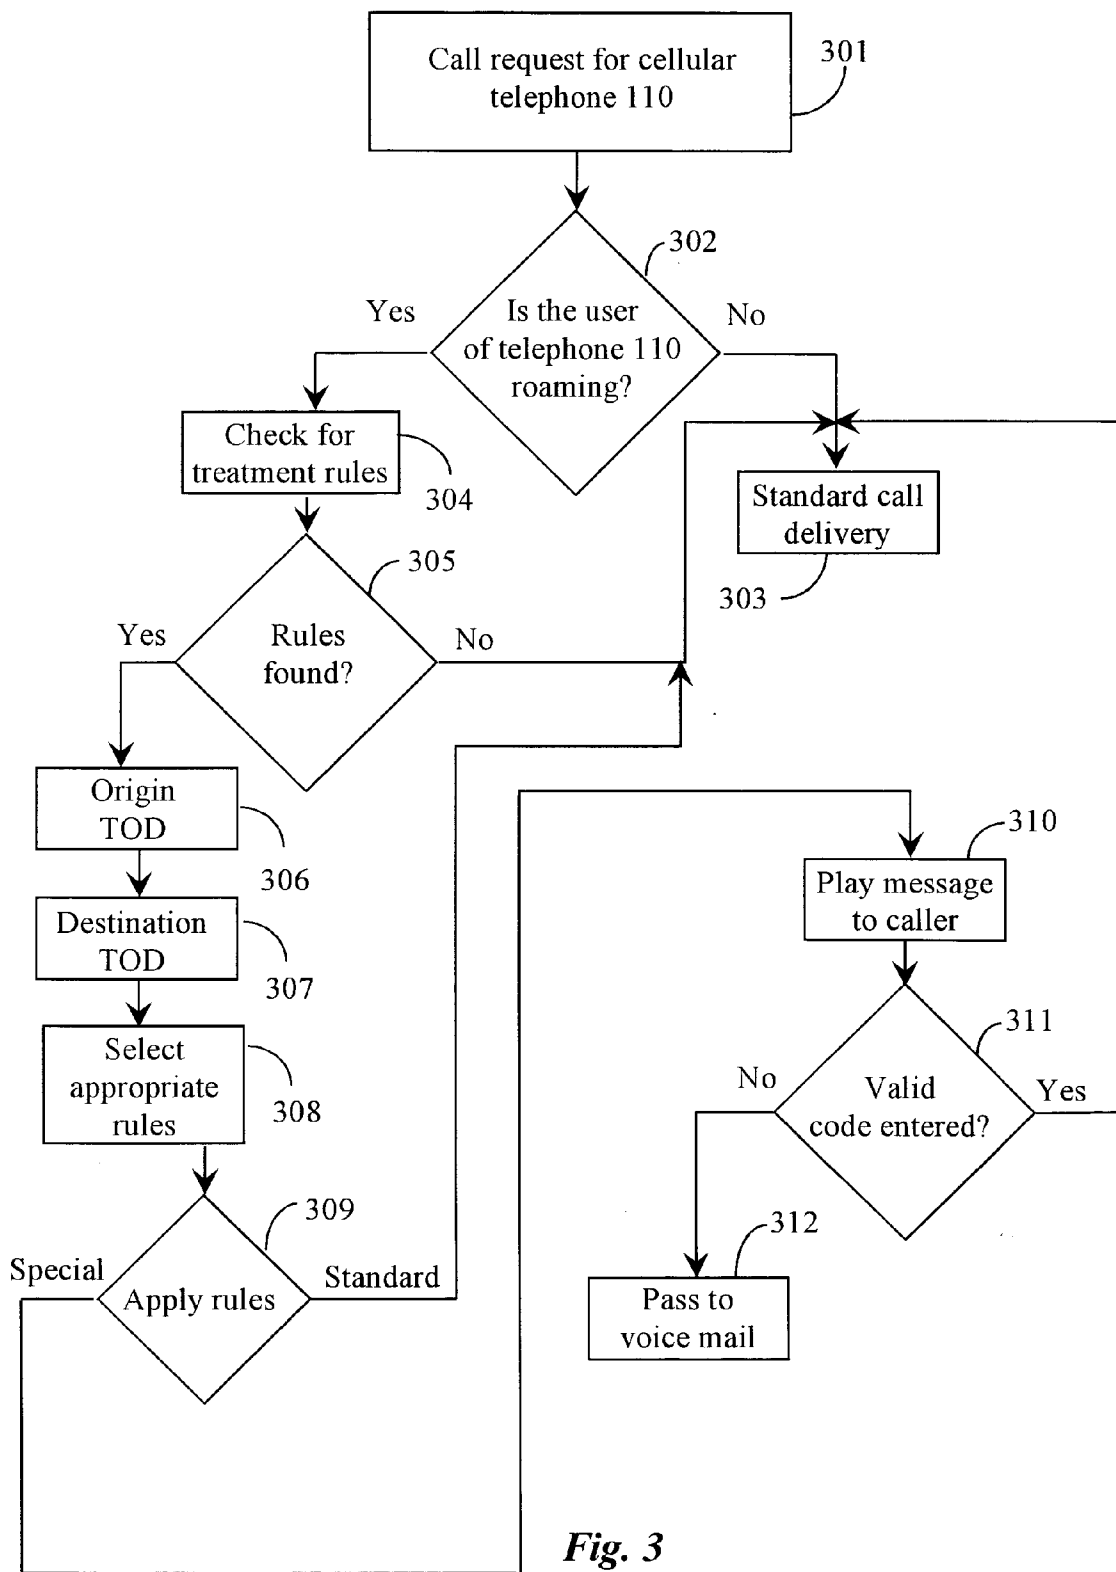 Call request for cellular
telephone 110
301
302
Yes
Is the user
of telephone 110
roaming?
No
Check for
treatment rules
304
Standard call
delivery
303
305
Yes
Rules
found?
No
Origin
TOD
306
Destination
TOD
307
Select
appropriate
rules
308
309
Special
Apply rules
Standard
310
Play message
to caller
311
No
Valid
code entered?
Yes
312
Pass to
voice mail
Fig. 3